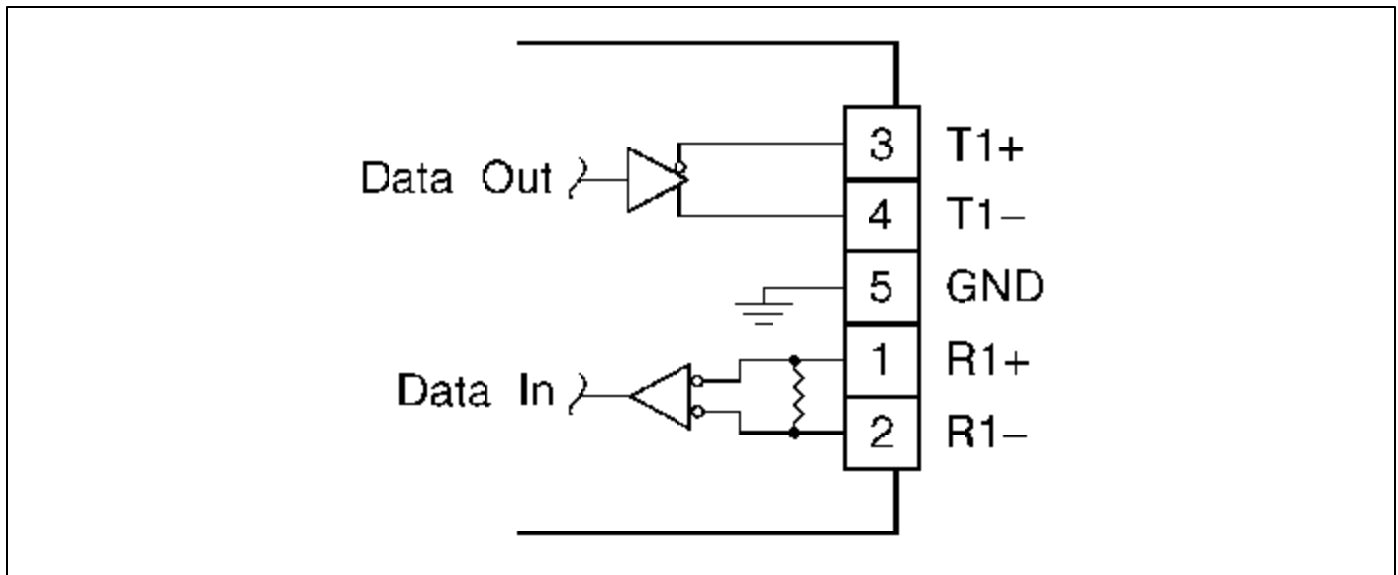 3 T1+
Data Out
4 T1−
5 GND
1 R1+
Data In
2 R1−